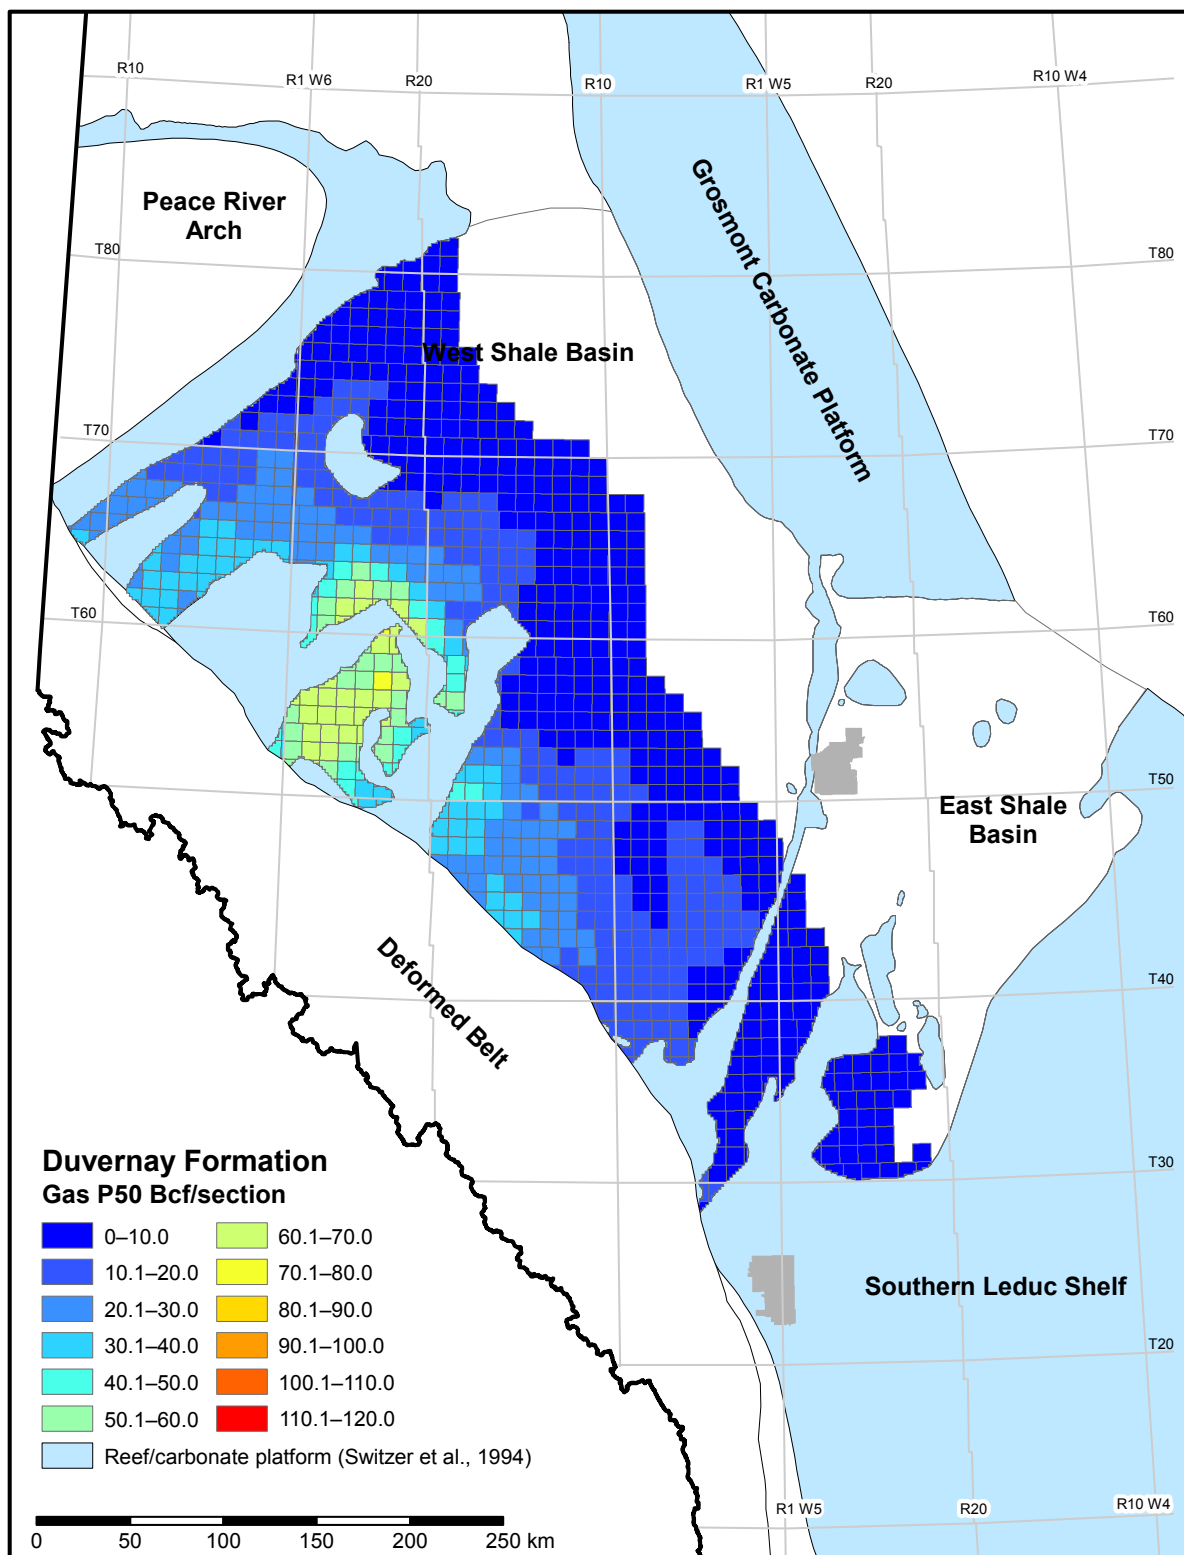 R10
R1 W6
R20
R10
R1 W5
R20
R10 W4
Peace River
Arch
Grosmont Carbonate Platform
T80
T80
West Shale Basin
T70
T70
T60
T60
East Shale
Basin
T50
Deformed Belt
T40
T30
Southern Leduc Shelf
T20
Duvernay Formation
Gas P50 Bcf/section
0–10.0
10.1–20.0
20.1–30.0
30.1–40.0
40.1–50.0
50.1–60.0
60.1–70.0
70.1–80.0
80.1–90.0
90.1–100.0
100.1–110.0
110.1–120.0
Reef/carbonate platform (Switzer et al., 1994)
R1 W5
R20
R10 W4
0 50 100 150 200 250 km